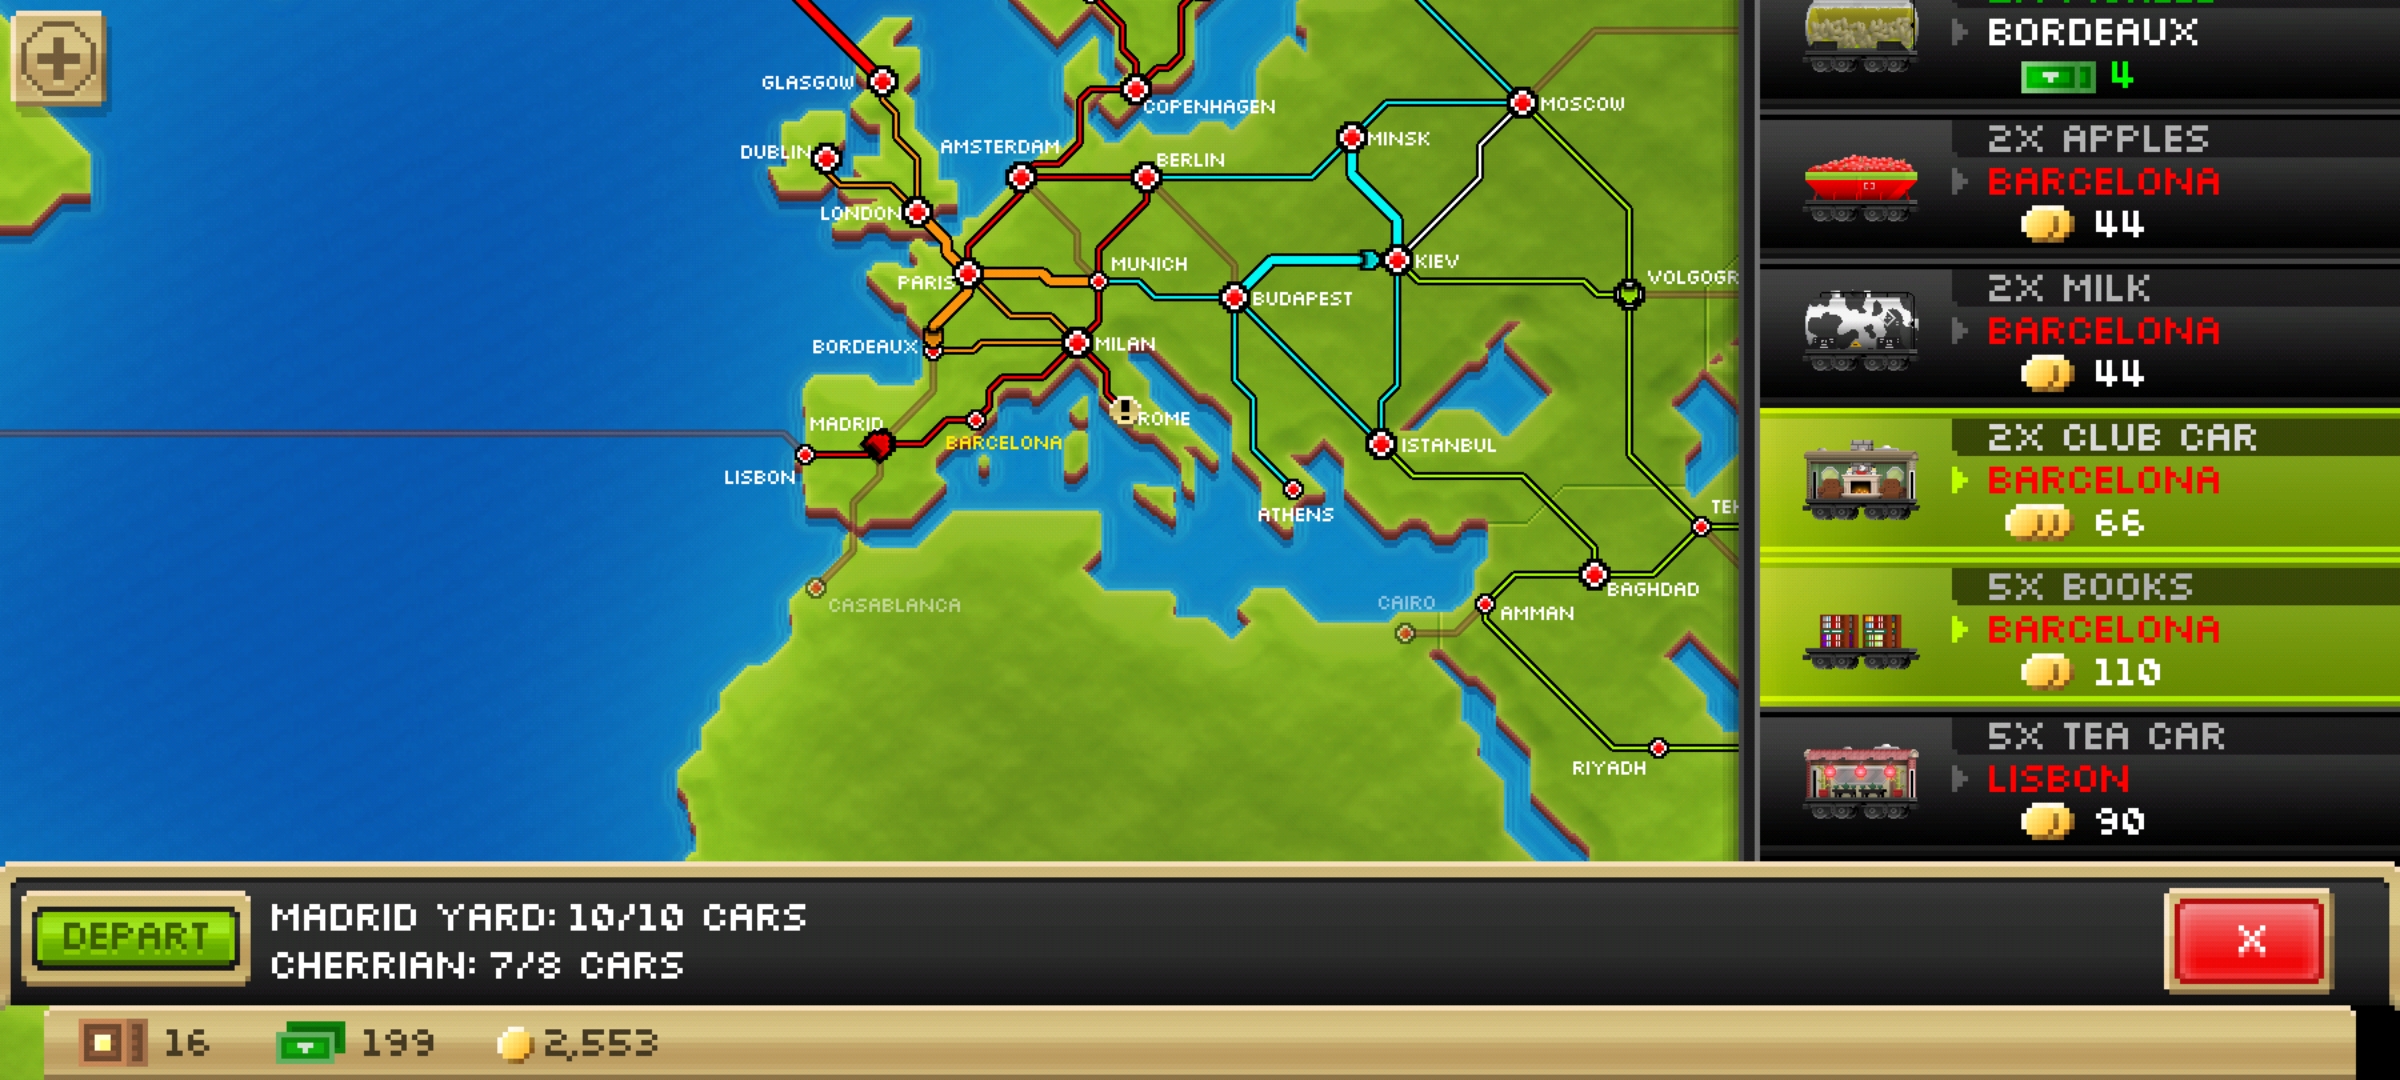 BORDEAUX
4
2X APPLES
BARCELONA
44
2X MILK
BARCELONA
44
2X CLUB CAR
BARCELONA
66
5X BOOKS
BARCELONA
110
5X TEA CAR
LISBON
90
GLASGOW
COPENHAGEN
MOSCOW
DUBLIN
AMSTERDAM
BERLIN
MINSK
LONDON
PARIS
MUNICH
KIEV
VOLGOGR
BUDAPEST
BORDEAUX
MILAN
MADRID
BARCELONA
ROME
ISTANBUL
LISBON
ATHENS
TEH
CASABLANCA
CAIRO
AMMAN
BAGHDAD
RIYADH
DEPART
MADRID YARD: 10/10 CARS
CHERRIAN: 7/8 CARS
X
16
199
2,553